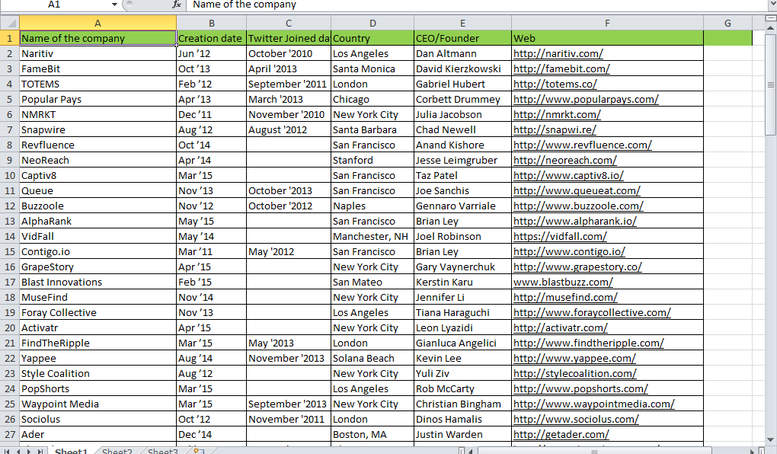 A1 fx Name of the company
A B C D E F G
1 Name of the company Creation date Twitter Joined da Country CEO/Founder Web
2 Naritiv Jun ’12 October '2010 Los Angeles Dan Altmann http://naritiv.com/
3 FameBit Oct ’13 April '2013 Santa Monica David Kierzkowski http://famebit.com/
4 TOTEMS Feb ’12 September '2011 London Gabriel Hubert http://totems.co/
5 Popular Pays Apr ’13 March '2013 Chicago Corbett Drummey http://www.popularpays.com/
6 NMRKT Dec ’11 November '2010 New York City Julia Jacobson http://nmrkt.com/
7 Snapwire Aug ’12 August '2012 Santa Barbara Chad Newell http://snapwi.re/
8 Revfluence Oct ’14 San Francisco Anand Kishore http://www.revfluence.com/
9 NeoReach Apr ’14 Stanford Jesse Leimgruber http://neoreach.com/
10 Captiv8 Mar ’15 San Francisco Taz Patel http://www.captiv8.io/
11 Queue Nov ’13 October '2013 San Francisco Joe Sanchis http://www.queueat.com/
12 Buzzoole Nov ’12 October '2012 Naples Gennaro Varriale http://www.buzzoole.com/
13 AlphaRank May ’15 San Francisco Brian Ley http://www.alpharank.io/
14 VidFall May ’14 Manchester, NH Joel Robinson https://vidfall.com/
15 Contigo.io Mar ’11 May '2012 San Francisco Brian Ley http://www.contigo.io/
16 GrapeStory Apr ’15 New York City Gary Vaynerchuk http://www.grapestory.co/
17 Blast Innovations Feb ’15 San Mateo Kerstin Karu www.blastbuzz.com/
18 MuseFind Nov ’14 New York City Jennifer Li http://musefind.com/
19 Foray Collective Nov ’13 Los Angeles Tiana Haraguchi http://www.foraycollective.com/
20 Activatr Apr ’15 New York City Leon Lyazidi http://activatr.com/
21 FindTheRipple Mar ’15 May '2013 London Gianluca Angelici http://www.findtheripple.com/
22 Yappee Aug ’14 November '2013 Solana Beach Kevin Lee http://www.yappee.com/
23 Style Coalition Aug ’12 New York City Yuli Ziv http://stylecoalition.com/
24 PopShorts Mar ’15 Los Angeles Rob McCarty http://www.popshorts.com/
25 Waypoint Media Mar ’15 September '2013 New York City Christian Bingham http://www.waypointmedia.com/
26 Sociolus Oct ’12 November '2011 London Dinos Hamalis http://www.sociolus.com/
27 Ader Dec ’14 Boston, MA Justin Warden http://getader.com/
Sheet1 Sheet2 Sheet3